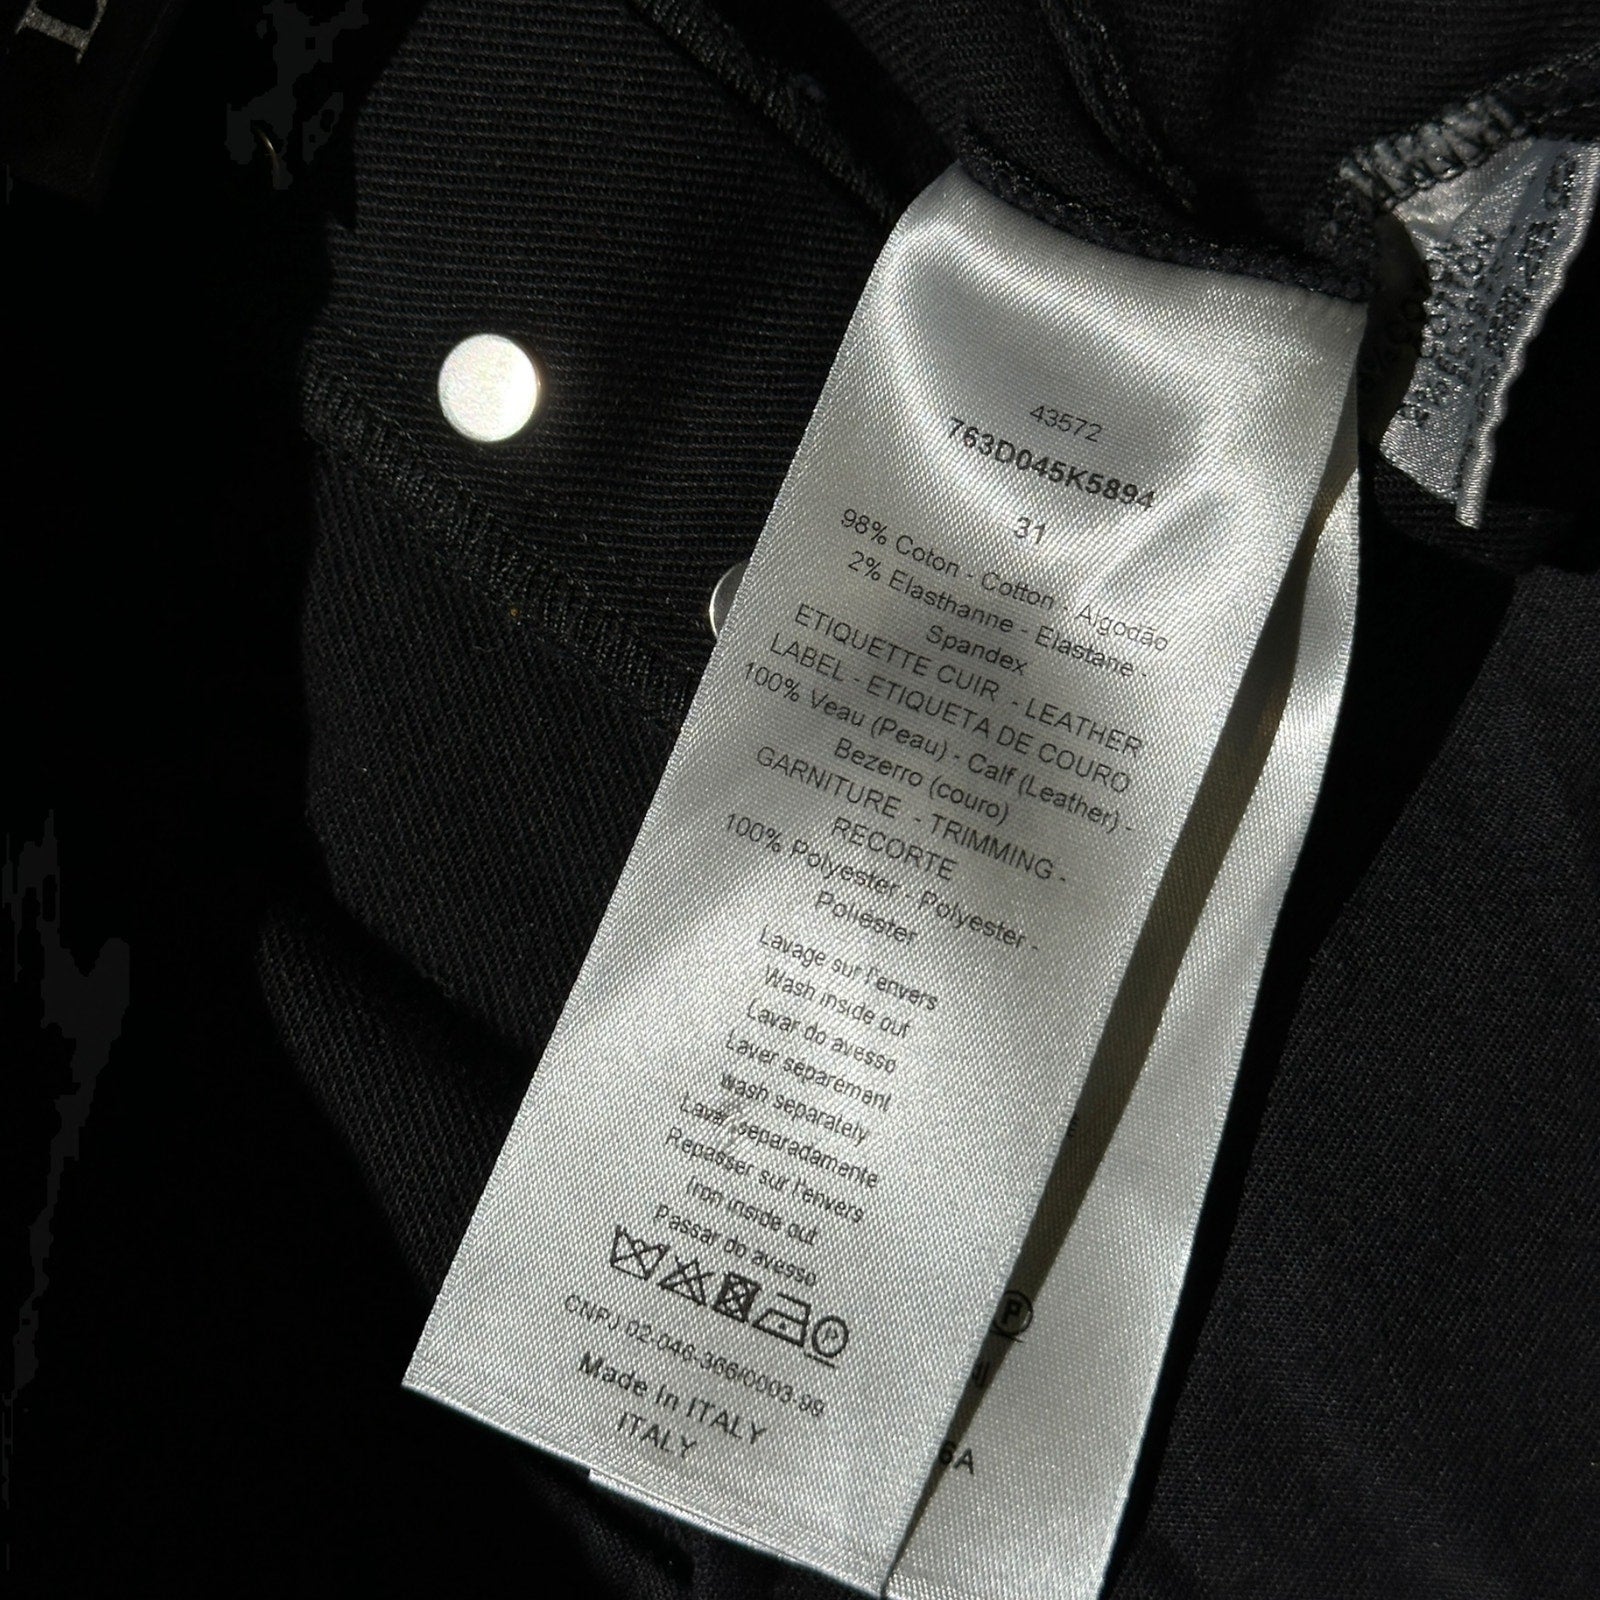 43572
763D045K5894
31
98% Coton - Cotton - Algodão
2% Elasthanne - Elastane -
Spandex
ETIQUETTE CUIR - LEATHER
LABEL - ETIQUETA DE COURO
100% Veau (Peau) - Calf (Leather) -
Bezerro (couro)
GARNITURE - TRIMMING -
RECORTE
100% Polyester - Polyester -
Poliester
Lavage sur l'envers
Wash inside out
Lavar do avesso
Laver separement
Wash separately
Lavar separadamente
Repasser sur l'envers
Iron inside out
Passar do avesso
P
CNPJ 02-046-366/0003-99
Made In ITALY
ITALY
P
6A